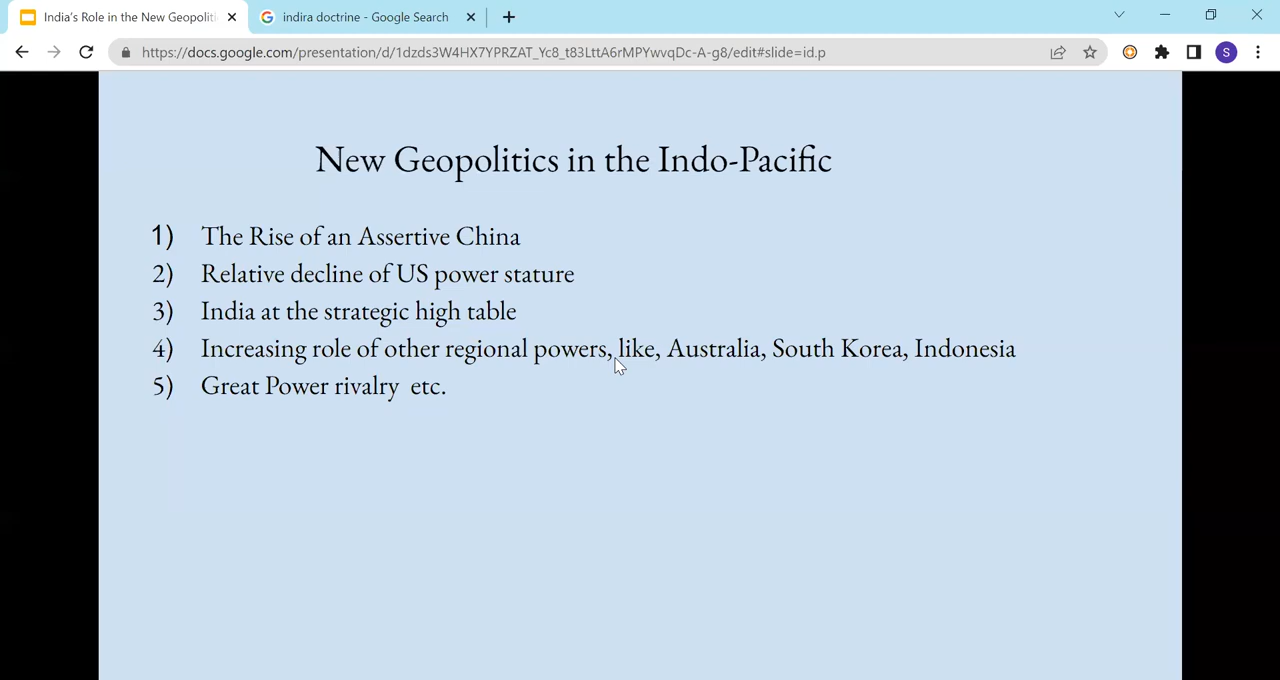 India's Role in the New Geopoliti
indira doctrine - Google Search
https://docs.google.com/presentation/d/1dzds3W4HX7YPRZAT_Yc8_t83LttA6rMPYwvqDc-A-g8/edit#slide=id.p
S
New Geopolitics in the Indo-Pacific
1) The Rise of an Assertive China
2) Relative decline of US power stature
3) India at the strategic high table
4) Increasing role of other regional powers, like, Australia, South Korea, Indonesia
5) Great Power rivalry etc.